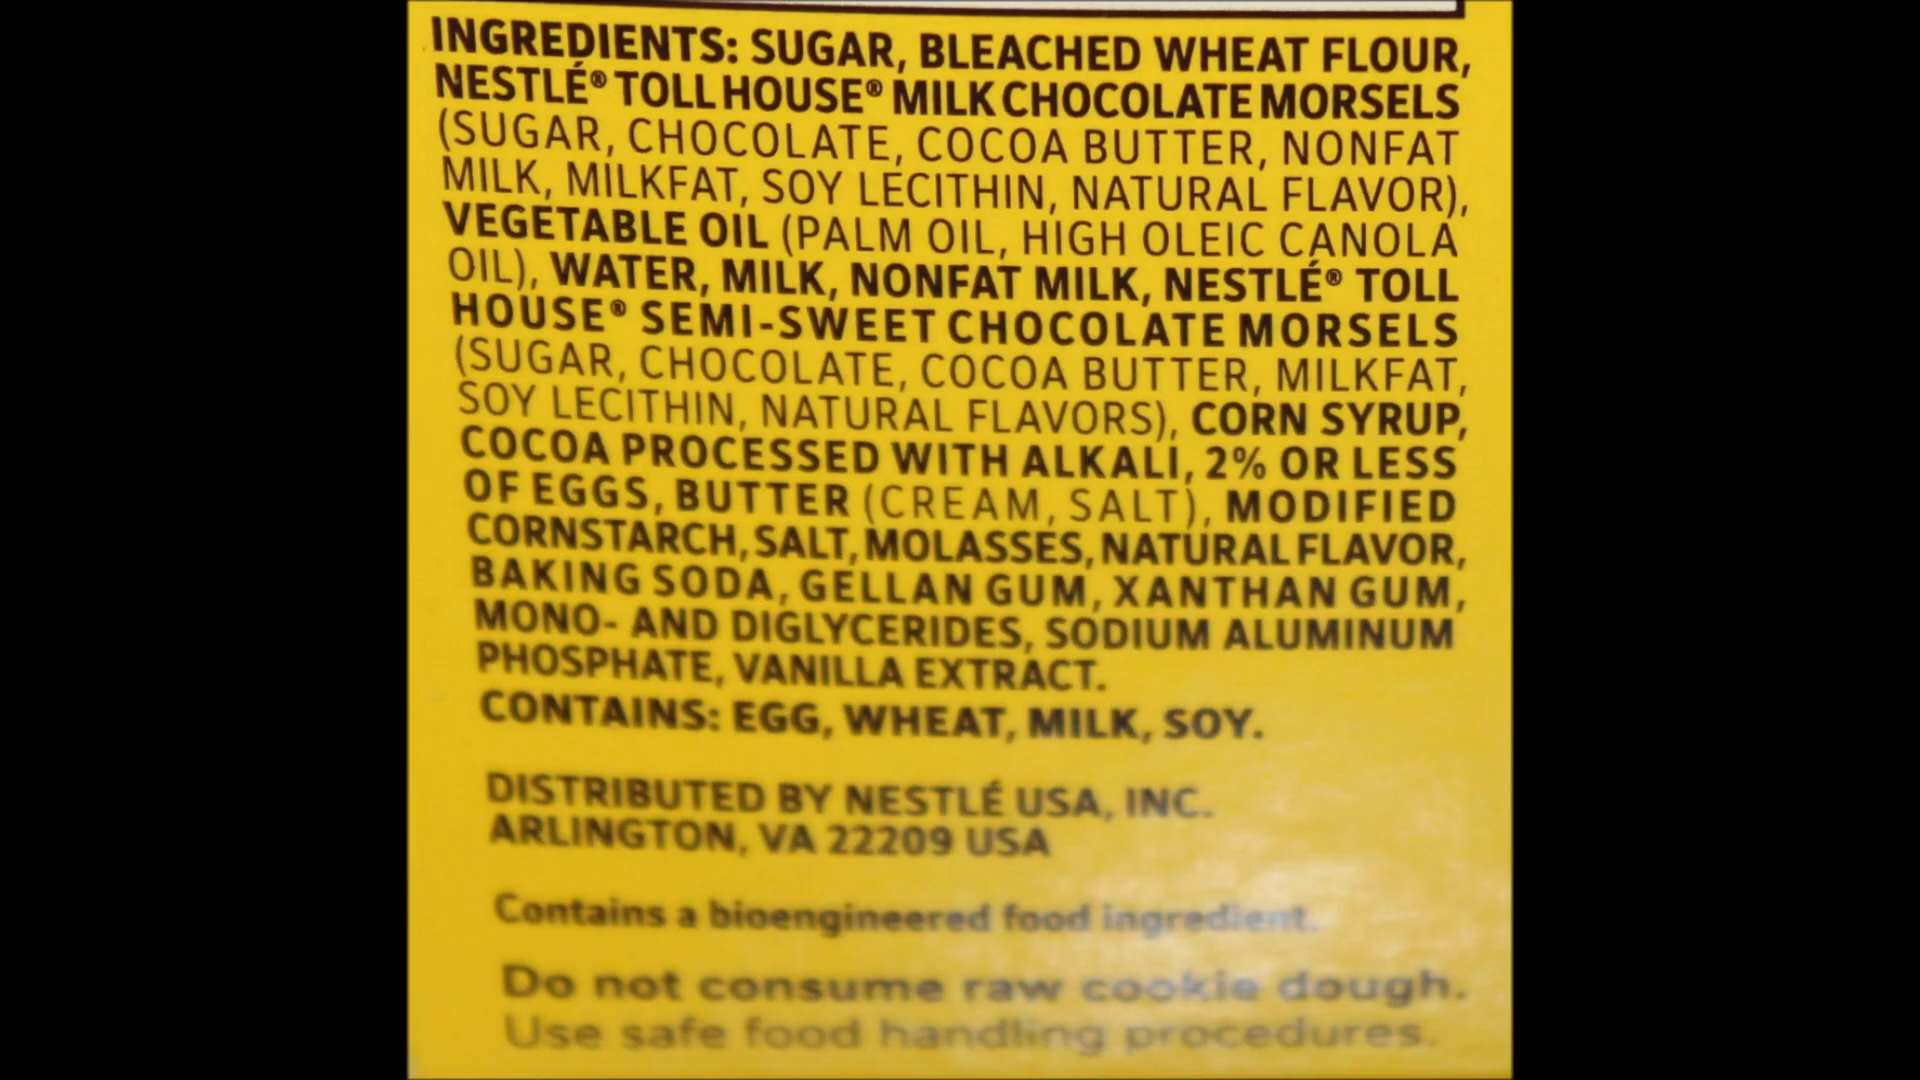 INGREDIENTS: SUGAR, BLEACHED WHEAT FLOUR,
NESTLÉ® TOLL HOUSE® MILK CHOCOLATE MORSELS
(SUGAR, CHOCOLATE, COCOA BUTTER, NONFAT
MILK, MILKFAT, SOY LECITHIN, NATURAL FLAVOR),
VEGETABLE OIL (PALM OIL, HIGH OLEIC CANOLA
OIL), WATER, MILK, NONFAT MILK, NESTLÉ® TOLL
HOUSE® SEMI-SWEET CHOCOLATE MORSELS
(SUGAR, CHOCOLATE, COCOA BUTTER, MILKFAT,
SOY LECITHIN, NATURAL FLAVORS), CORN SYRUP,
COCOA PROCESSED WITH ALKALI, 2% OR LESS
OF EGGS, BUTTER (CREAM, SALT), MODIFIED
CORNSTARCH, SALT, MOLASSES, NATURAL FLAVOR,
BAKING SODA, GELLAN GUM, XANTHAN GUM,
MONO- AND DIGLYCERIDES, SODIUM ALUMINUM
PHOSPHATE, VANILLA EXTRACT.
CONTAINS: EGG, WHEAT, MILK, SOY.
DISTRIBUTED BY NESTLÉ USA, INC.
ARLINGTON, VA 22209 USA
Contains a bioengineered food ingredient.
Do not consume raw cookie dough.
Use safe food handling procedures.